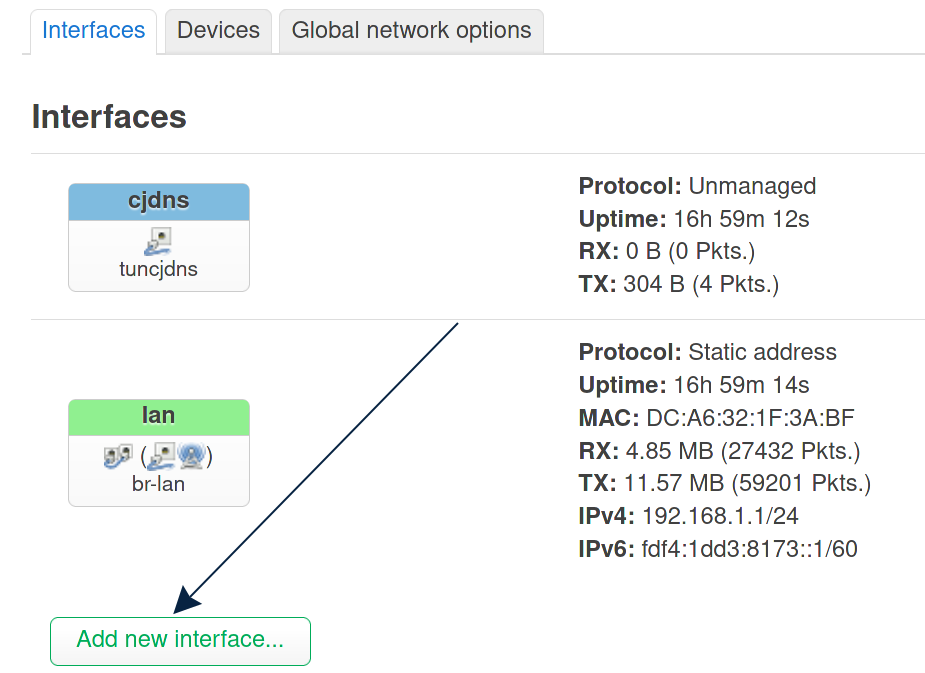 Interfaces Devices Global network options
Interfaces
cjdns
tuncjdns
Protocol: Unmanaged
Uptime: 16h 59m 12s
RX: 0 B (0 Pkts.)
TX: 304 B (4 Pkts.)
lan
( )
br-lan
Protocol: Static address
Uptime: 16h 59m 14s
MAC: DC:A6:32:1F:3A:BF
RX: 4.85 MB (27432 Pkts.)
TX: 11.57 MB (59201 Pkts.)
IPv4: 192.168.1.1/24
IPv6: fdf4:1dd3:8173::1/60
Add new interface...